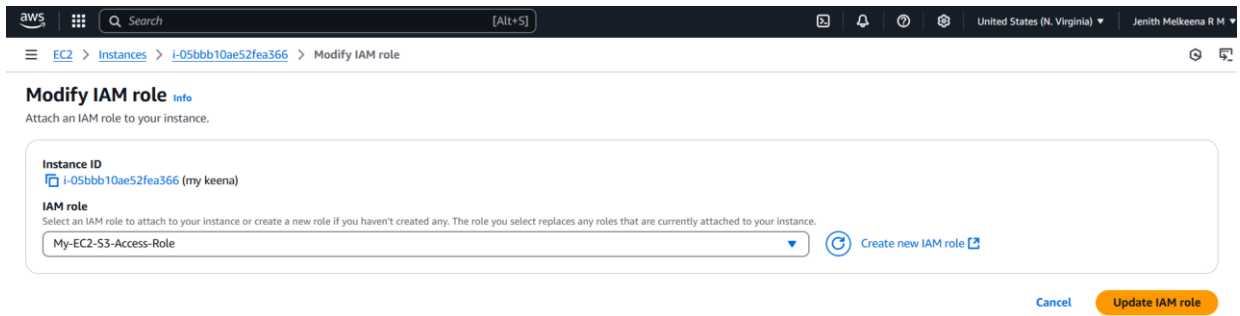 aws Search [Alt+S] United States (N. Virginia) Jenith Melkeena R M
EC2 > Instances > i-05bbb10ae52fea366 > Modify IAM role
Modify IAM role Info
Attach an IAM role to your instance.
Instance ID
i-05bbb10ae52fea366 (my keena)
IAM role
Select an IAM role to attach to your instance or create a new role if you haven't created any. The role you select replaces any roles that are currently attached to your instance.
My-EC2-S3-Access-Role Create new IAM role
Cancel Update IAM role